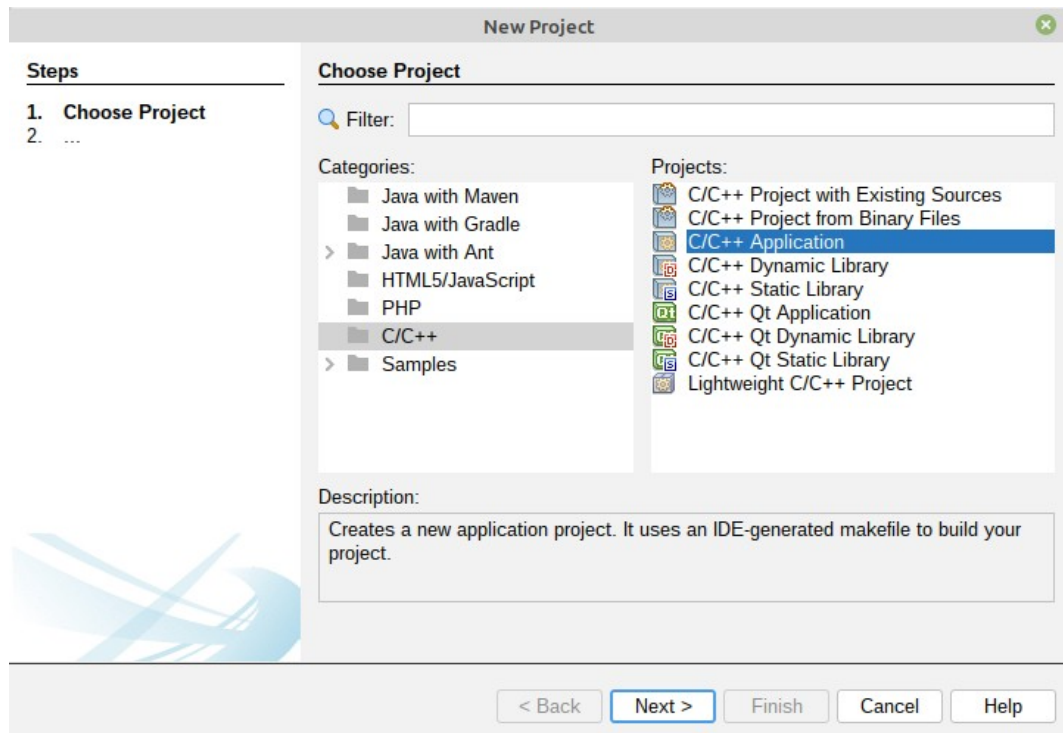 New Project
Steps
1. Choose Project
2. ...
Choose Project
Filter:
Categories:
Java with Maven
Java with Gradle
Java with Ant
HTML5/JavaScript
PHP
C/C++
Samples
Projects:
C/C++ Project with Existing Sources
C/C++ Project from Binary Files
C/C++ Application
C/C++ Dynamic Library
C/C++ Static Library
C/C++ Qt Application
C/C++ Qt Dynamic Library
C/C++ Qt Static Library
Lightweight C/C++ Project
Description:
Creates a new application project. It uses an IDE-generated makefile to build your
project.
< Back
Next >
Finish
Cancel
Help